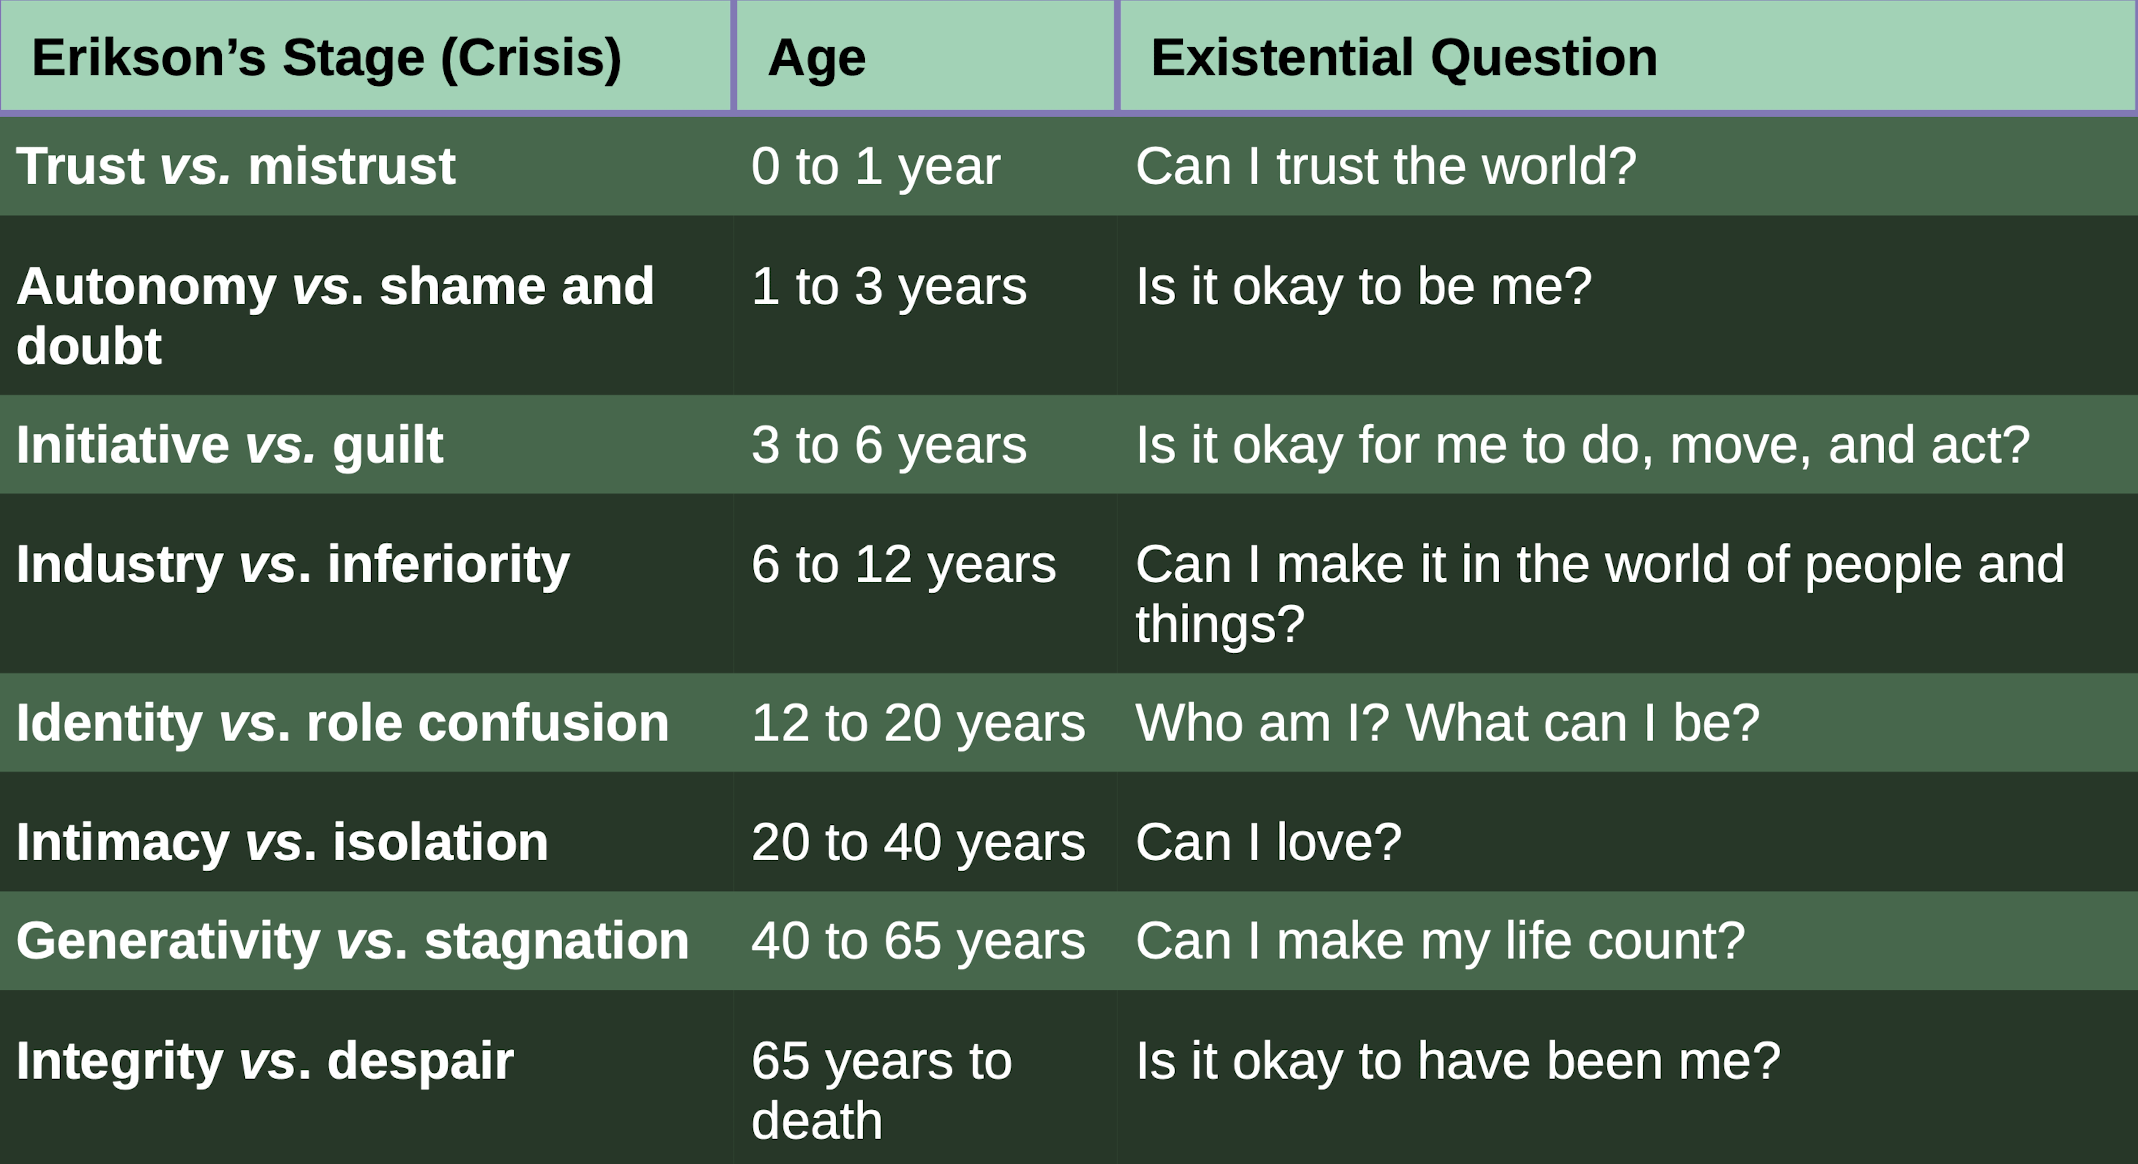 Erikson’s Stage (Crisis) Age Existential Question
Trust vs. mistrust 0 to 1 year Can I trust the world?
Autonomy vs. shame and 1 to 3 years Is it okay to be me?
doubt
Initiative vs. guilt 3 to 6 years Is it okay for me to do, move, and act?
Industry vs. inferiority 6 to 12 years Can I make it in the world of people and
things?
Identity vs. role confusion 12 to 20 years Who am I? What can I be?
Intimacy vs. isolation 20 to 40 years Can I love?
Generativity vs. stagnation 40 to 65 years Can I make my life count?
Integrity vs. despair 65 years to Is it okay to have been me?
death